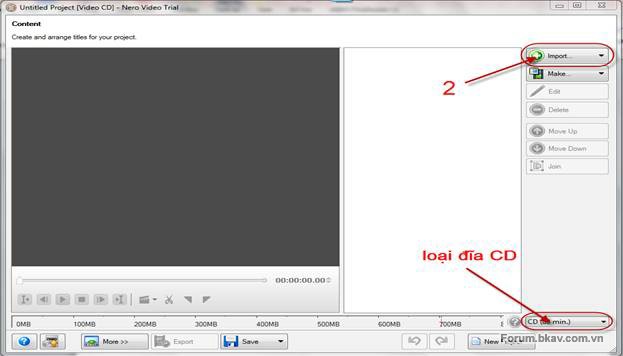 Untitled Project [Video CD] - Nero Video Trial
Content
Create and arrange titles for your project.
Import...
Make...
2
Edit
Delete
Move Up
Move Down
Join
loại đĩa CD
00:00:00.00
CD ( min.)
0MB 100MB 200MB 300MB 400MB 500MB 600MB 700MB
More >> Export Save New
Forum.bkav.com.vn